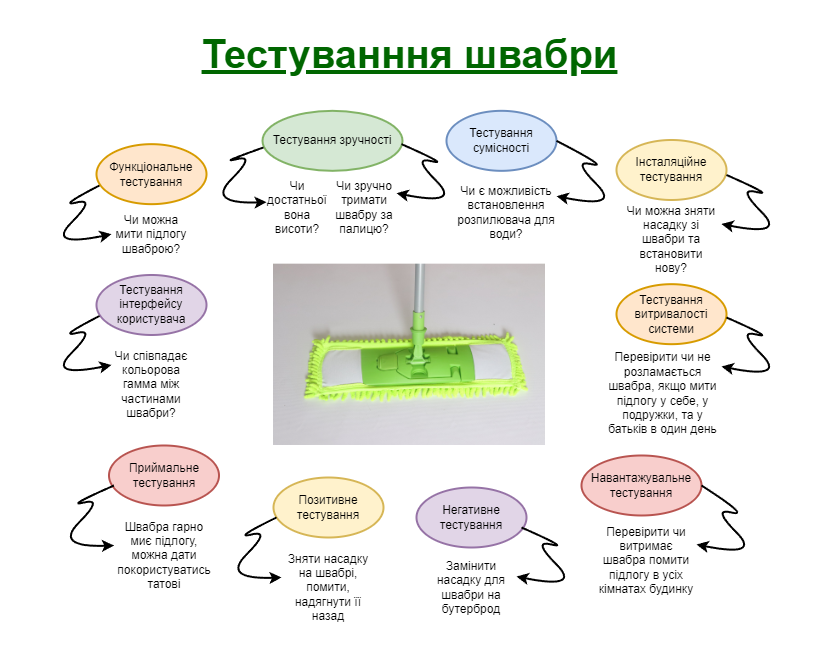 Тестуванння швабри
Функціональне
тестування
Чи можна
мити підлогу
шваброю?
Тестування зручності
Чи
достатньої
вона
висоти?
Чи зручно
тримати
швабру за
палицю?
Тестування
сумісності
Чи є можливість
встановлення
розпилювача для
води?
Інсталяційне
тестування
Чи можна зняти
насадку зі
швабри та
встановити
нову?
Тестування
інтерфейсу
користувача
Чи співпадає
кольорова
гамма між
частинами
швабри?
Тестування
витривалості
системи
Перевірити чи не
розламається
швабра, якщо мити
підлогу у себе, у
подружки, та у
батьків в один день
Приймальне
тестування
Швабра гарно
миє підлогу,
можна дати
покористуватись
татові
Позитивне
тестування
Зняти насадку
на швабрі,
помити,
надягнути її
назад
Негативне
тестування
Замінити
насадку для
швабри на
бутерброд
Навантажувальне
тестування
Перевірити чи
витримає
швабра помити
підлогу в усіх
кімнатах будинку